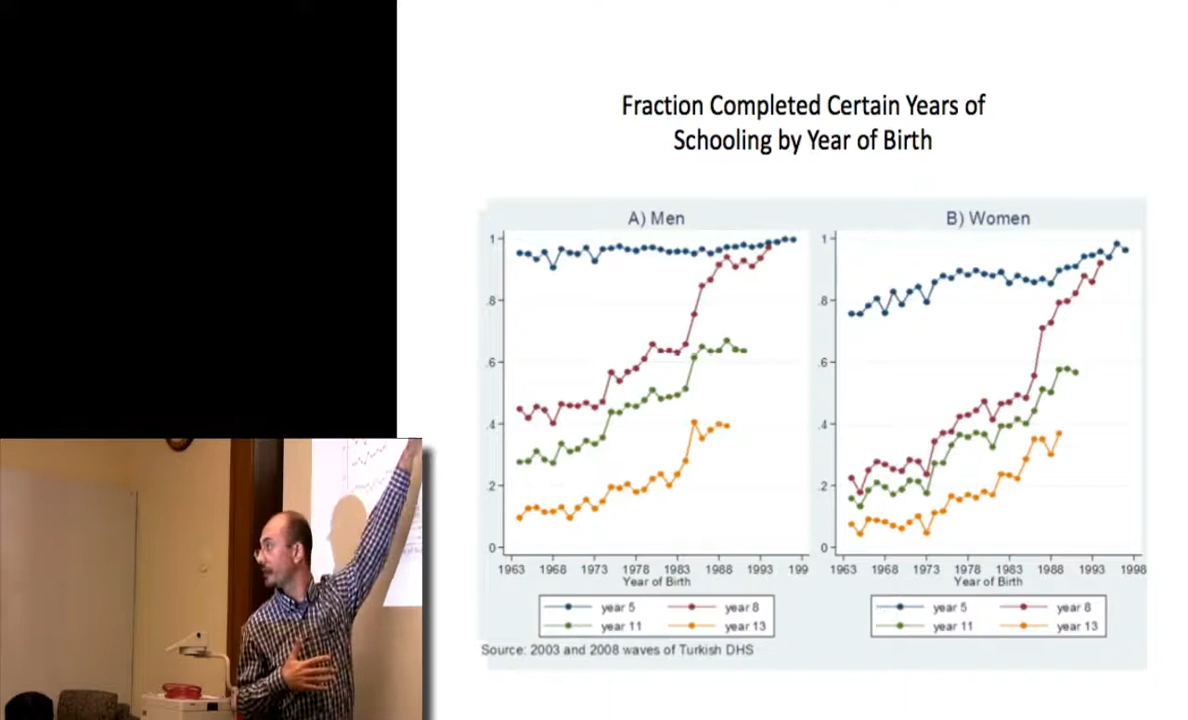 Fraction Completed Certain Years of
Schooling by Year of Birth
A) Men
1
.8
.6
.4
.2
0
1963 1968 1973 1978 1983 1988 1993 199
Year of Birth
year 5 year 8
year 11 year 13
B) Women
1
.8
.6
.4
.2
0
1963 1968 1973 1978 1983 1988 1993 1998
Year of Birth
year 5 year 8
year 11 year 13
Source: 2003 and 2008 waves of Turkish DHS